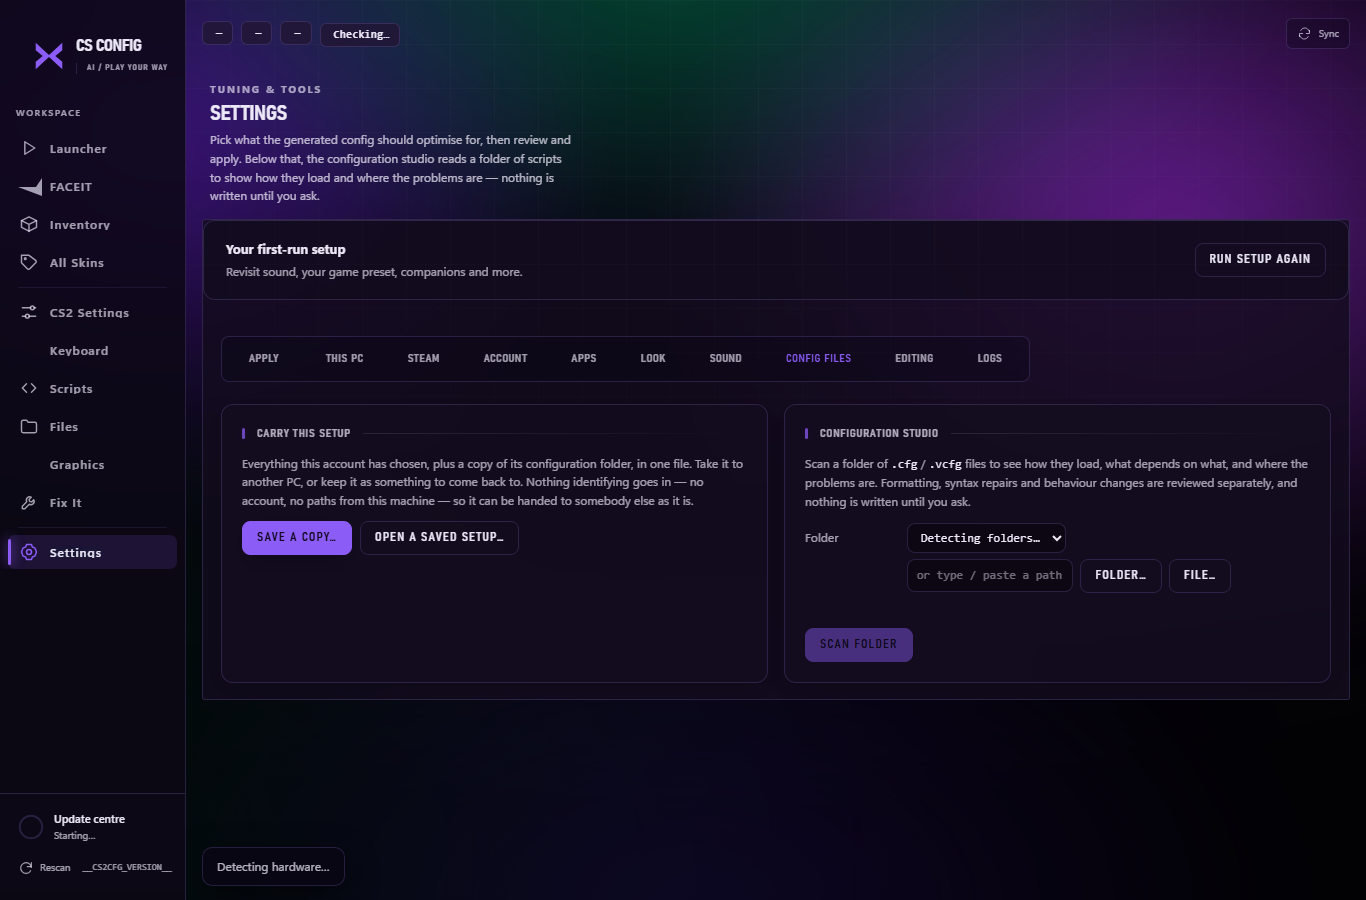 CS CONFIG
AI / PLAY YOUR WAY
WORKSPACE
Launcher
FACEIT
Inventory
All Skins
CS2 Settings
Keyboard
Scripts
Files
Graphics
Fix It
Settings
Update centre
Starting…
Rescan __CS2CFG_VERSION__
— — — Checking…
Sync
TUNING & TOOLS
SETTINGS
Pick what the generated config should optimise for, then review and
apply. Below that, the configuration studio reads a folder of scripts
to show how they load and where the problems are — nothing is
written until you ask.
Your first-run setup
Revisit sound, your game preset, companions and more.
RUN SETUP AGAIN
APPLY THIS PC STEAM ACCOUNT APPS LOOK SOUND CONFIG FILES EDITING LOGS
CARRY THIS SETUP
Everything this account has chosen, plus a copy of its configuration folder, in one file. Take it to
another PC, or keep it as something to come back to. Nothing identifying goes in — no
account, no paths from this machine — so it can be handed to somebody else as it is.
SAVE A COPY… OPEN A SAVED SETUP…
CONFIGURATION STUDIO
Scan a folder of .cfg / .vcfg files to see how they load, what depends on what, and where the
problems are. Formatting, syntax repairs and behaviour changes are reviewed separately, and
nothing is written until you ask.
Folder Detecting folders…
or type / paste a path FOLDER… FILE…
SCAN FOLDER
Detecting hardware…